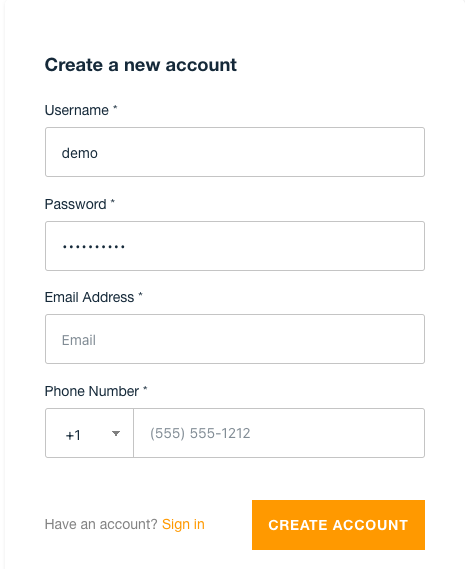 Create a new account
Username *
demo
Password *
••••••••••
Email Address *
Email
Phone Number *
+1 (555) 555-1212
Have an account? Sign in CREATE ACCOUNT